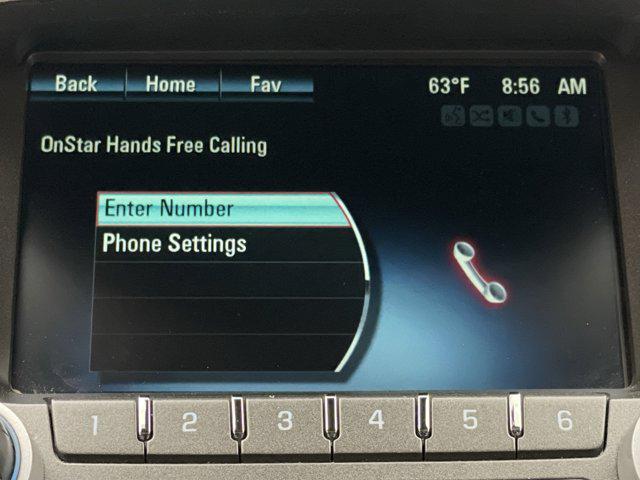 Back Home Fav 63°F 8:56 AM
OnStar Hands Free Calling
Enter Number
Phone Settings
1 2 3 4 5 6